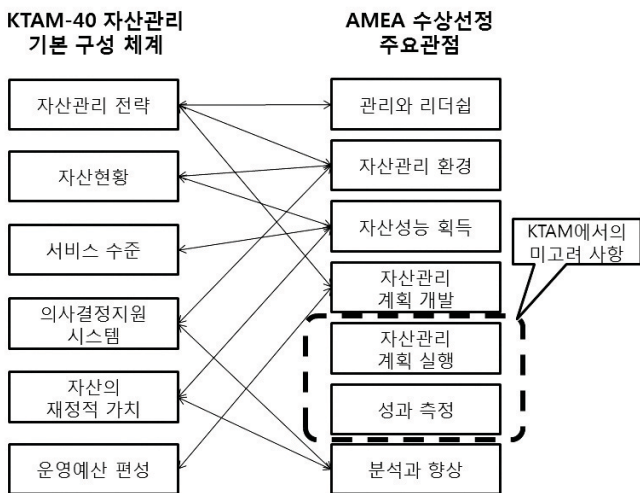 KTAM-40 자산관리
기본 구성 체계
자산관리 전략
자산현황
서비스 수준
의사결정지원
시스템
자산의
재정적 가치
운영예산 편성
AMEA 수상선정
주요관점
관리와 리더쉽
자산관리 환경
자산성능 획득
자산관리
계획 개발
자산관리
계획 실행
성과 측정
분석과 향상
KTAM에서의
미고려 사항